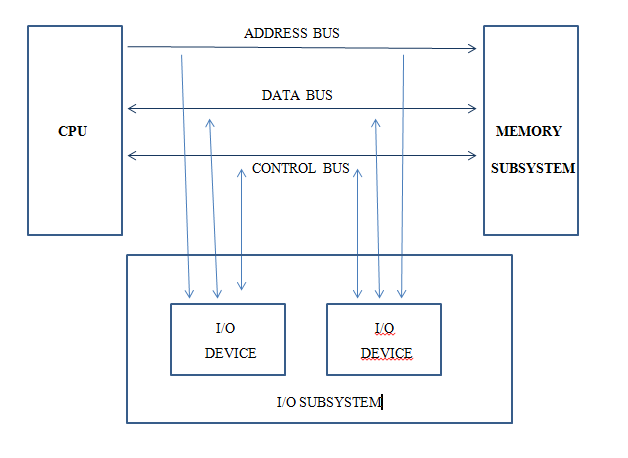 ADDRESS BUS
DATA BUS
CPU
MEMORY
SUBSYSTEM
CONTROL BUS
I/O
DEVICE
I/O
DEVICE
I/O SUBSYSTEM